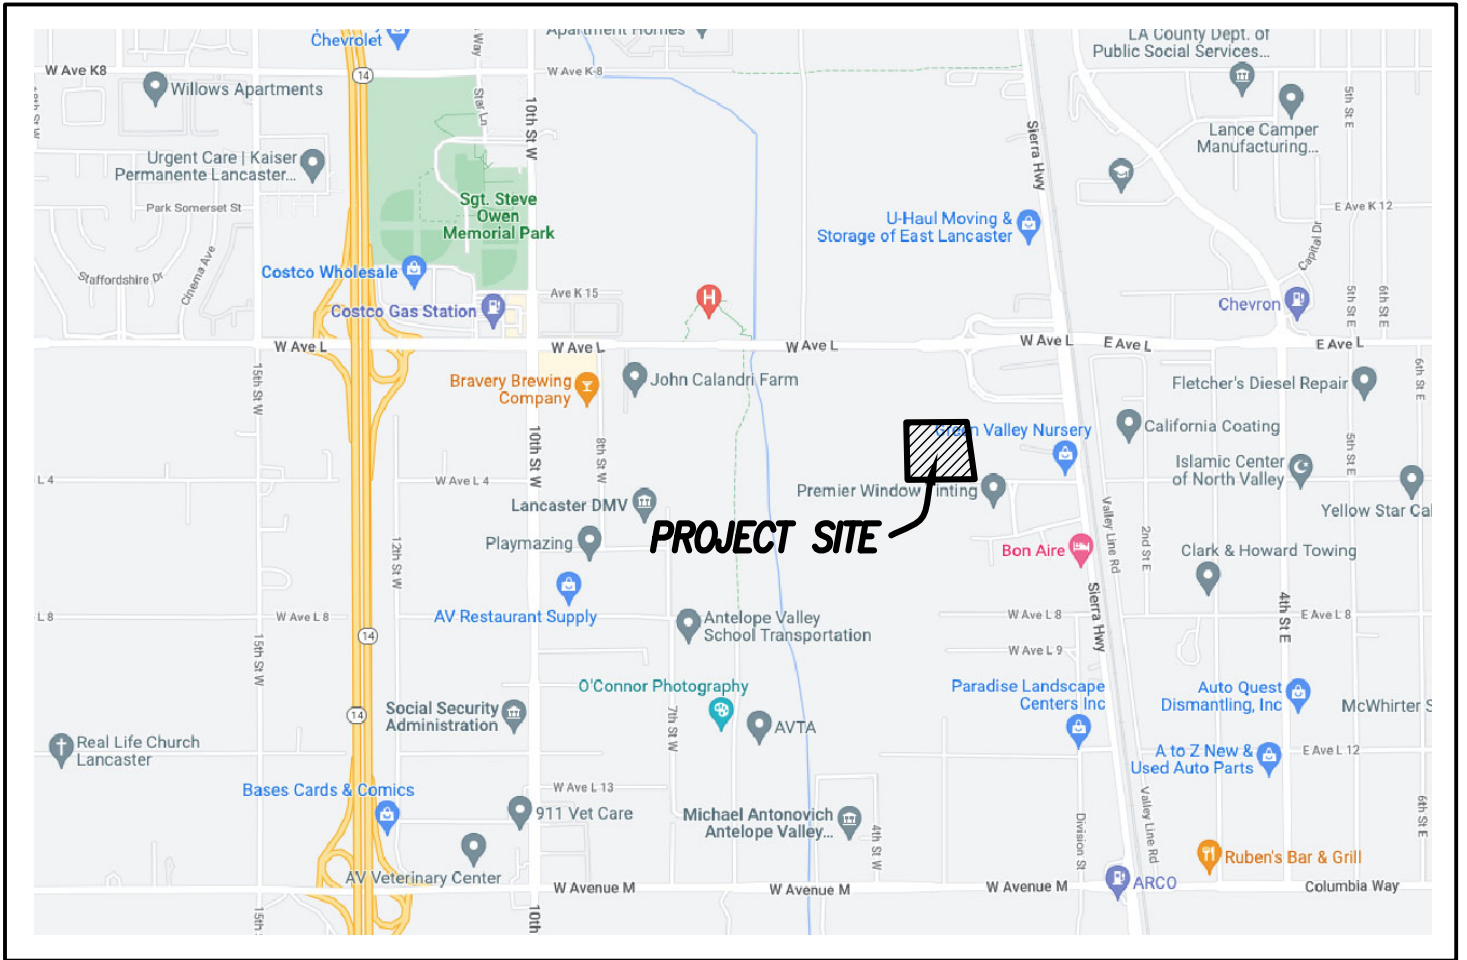 Chevrolet
Apartment Homes
LA County Dept. of
Public Social Services...
W Ave K8
14
W Ave K-8
Way
Star Ln
Willows Apartments
10th St W
5th St E
Sierra Hwy
Lance Camper
Manufacturing...
Urgent Care | Kaiser
Permanente Lancaster...
Park Somerset St
Sgt. Steve
Owen
Memorial Park
E Ave K 12
U-Haul Moving &
Storage of East Lancaster
Capital Dr
Staffordshire Dr
Cinema Ave
Costco Wholesale
Ave K 15
H
Costco Gas Station
Chevron
5th St E
6th St E
W Ave L
W Ave L
W Ave L
W Ave L
E Ave L
E Ave L
15th St W
Bravery Brewing
Company
John Calandri Farm
Fletcher's Diesel Repair
6th St E
10th St W
8th St W
Green Valley Nursery
California Coating
5th St E
L 4
W Ave L 4
Islamic Center
of North Valley
Lancaster DMV
Premier Window Tinting
Yellow Star Cal
Valley Line Rd
2nd St E
PROJECT SITE
Playmazing
12th St W
Bon Aire
Clark & Howard Towing
Sierra Hwy
4th St E
L 8
W Ave L 8
AV Restaurant Supply
Antelope Valley
School Transportation
W Ave L 8
E Ave L 8
14
15th St W
W Ave L 9
O'Connor Photography
Paradise Landscape
Centers Inc
Auto Quest
Dismantling, Inc
McWhirter S
Social Security
Administration
14
7th St W
AVTA
Real Life Church
Lancaster
A to Z New &
Used Auto Parts
E Ave L 12
Bases Cards & Comics
W Ave L 13
911 Vet Care
Michael Antonovich
Antelope Valley...
4th St W
Division St
Valley Line Rd
6th St E
AV Veterinary Center
Ruben's Bar & Grill
W Avenue M
W Avenue M
W Avenue M
ARCO
Columbia Way
15th
10th